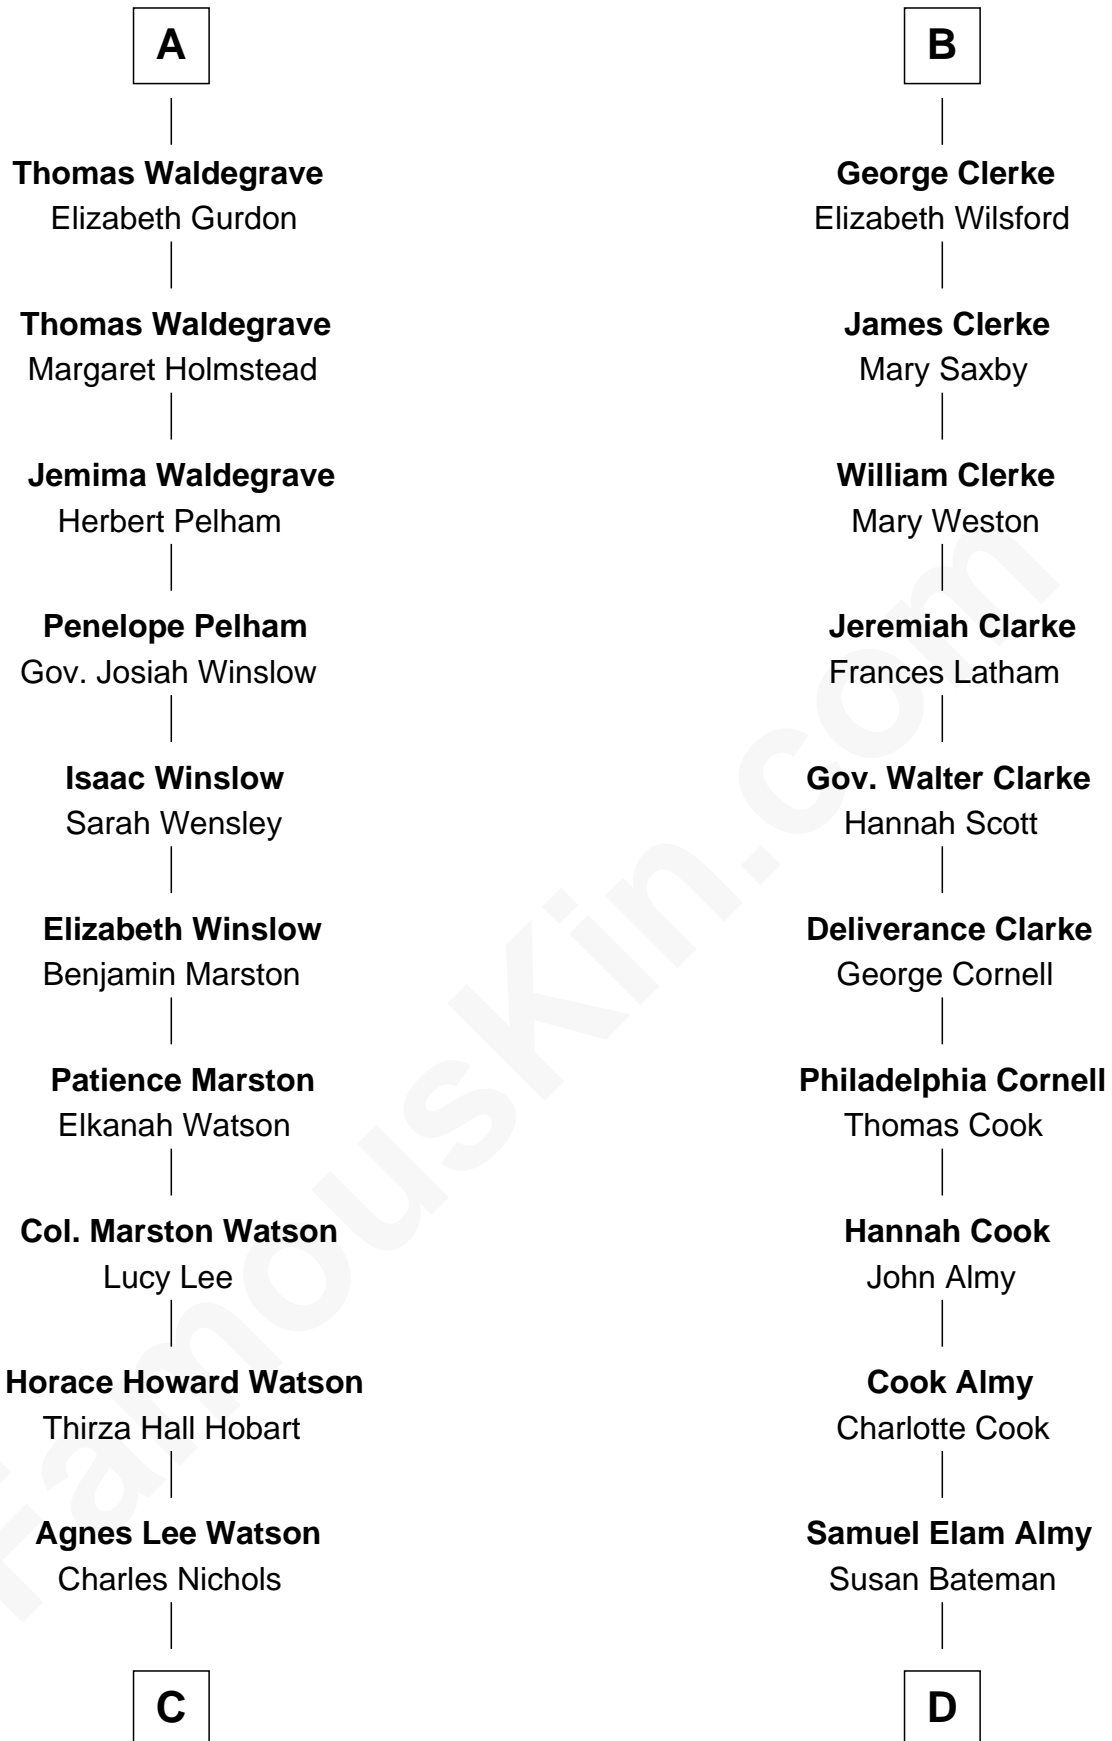 A
Thomas Waldegrave
Elizabeth Gurdon
Thomas Waldegrave
Margaret Holmstead
Jemima Waldegrave
Herbert Pelham
Penelope Pelham
Gov. Josiah Winslow
Isaac Winslow
Sarah Wensley
Elizabeth Winslow
Benjamin Marston
Patience Marston
Elkanah Watson
Col. Marston Watson
Lucy Lee
Horace Howard Watson
Thirza Hall Hobart
Agnes Lee Watson
Charles Nichols
C
B
George Clerke
Elizabeth Wilsford
James Clerke
Mary Saxby
William Clerke
Mary Weston
Jeremiah Clarke
Frances Latham
Gov. Walter Clarke
Hannah Scott
Deliverance Clarke
George Cornell
Philadelphia Cornell
Thomas Cook
Hannah Cook
John Almy
Cook Almy
Charlotte Cook
Samuel Elam Almy
Susan Bateman
D
FamousKin.com